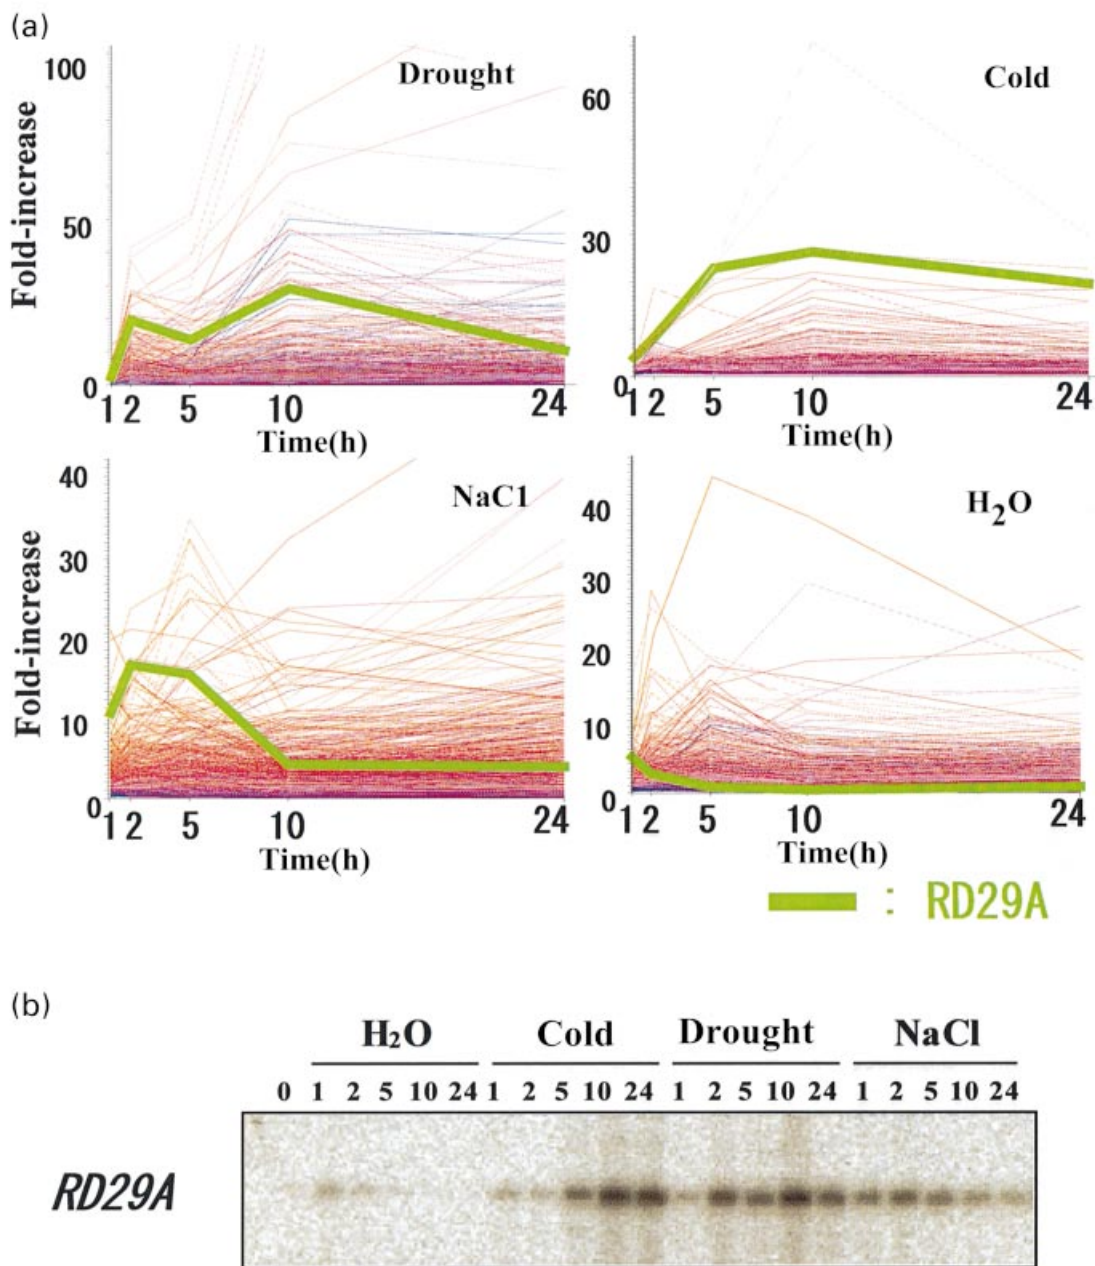 (a)
Drought
Fold-increase
100
50
0
1 2 5 10 24
Time(h)
Cold
60
30
0
1 2 5 10 24
Time(h)
NaC1
Fold-increase
40
30
20
10
0
1 2 5 10 24
Time(h)
H2O
40
30
20
10
0
1 2 5 10 24
Time(h)
: RD29A
(b)
H2O Cold Drought NaCl
0 1 2 5 10 24 1 2 5 10 24 1 2 5 10 24 1 2 5 10 24
RD29A